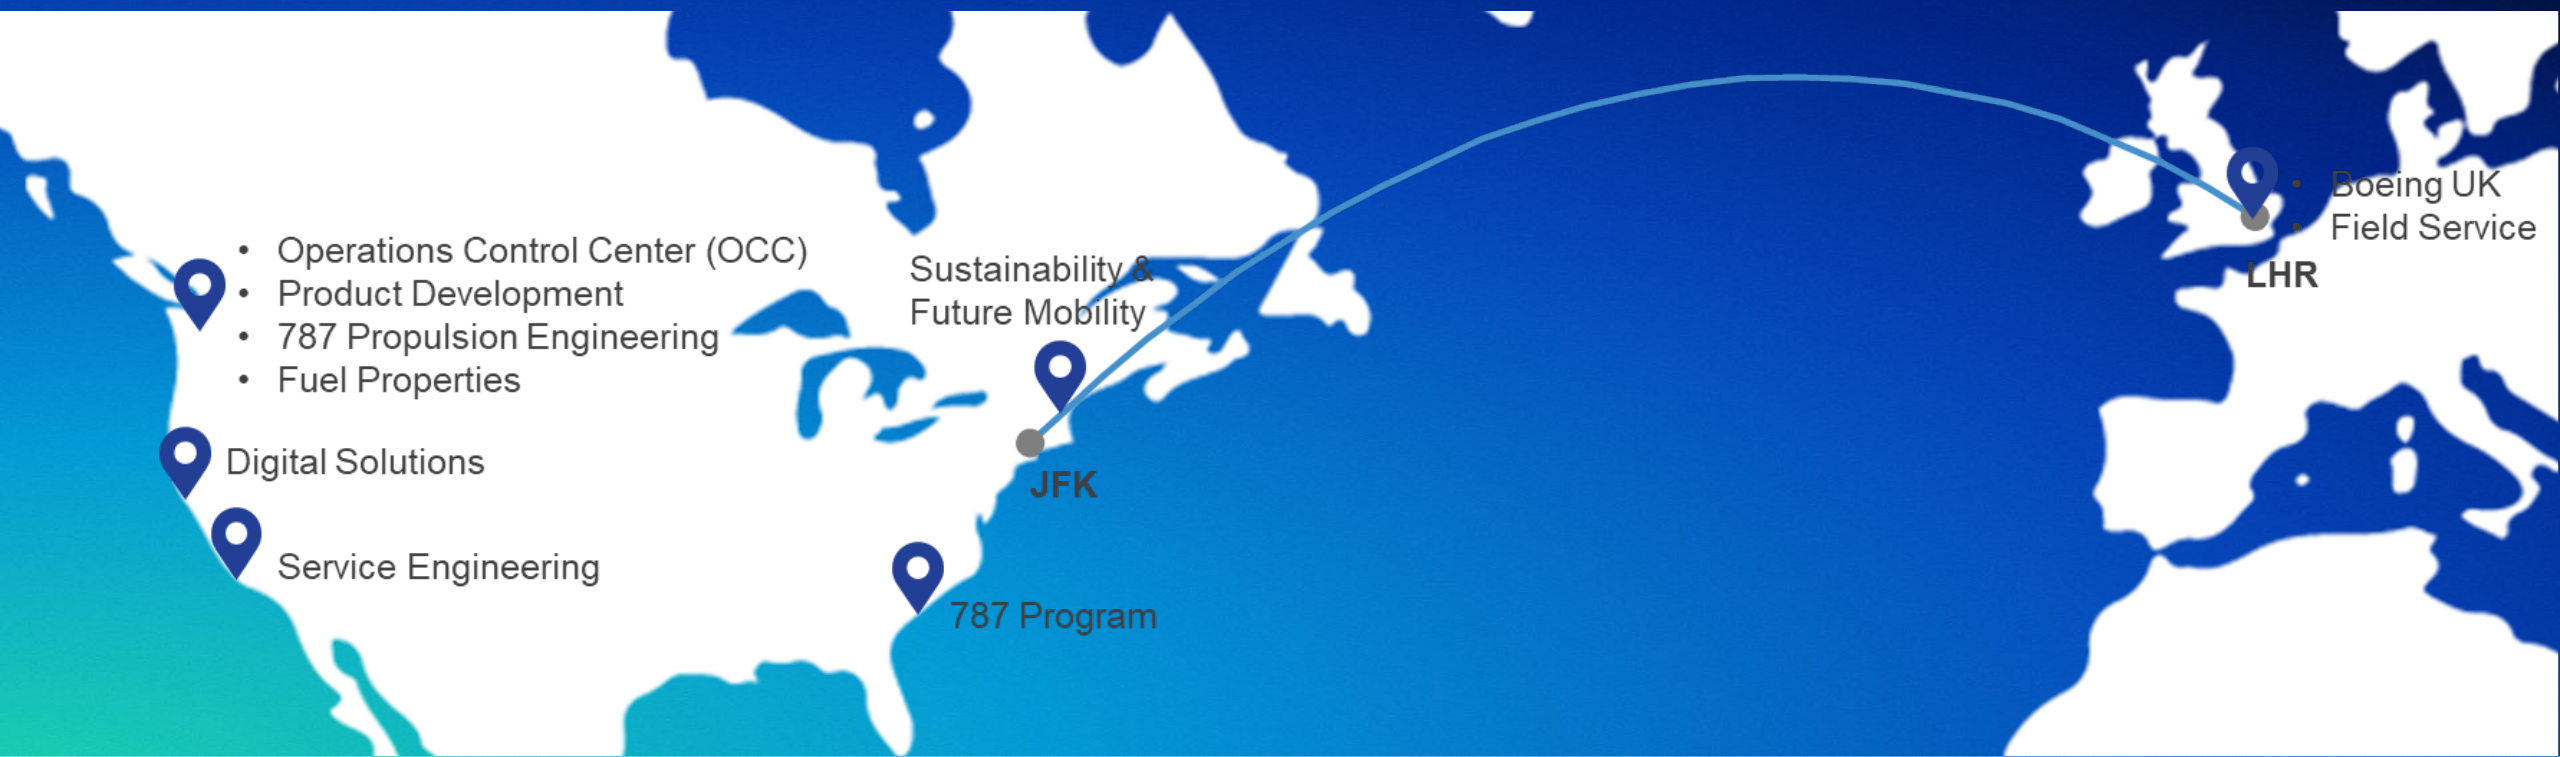 • Operations Control Center (OCC)
• Product Development
• 787 Propulsion Engineering
• Fuel Properties
Digital Solutions
Service Engineering
Sustainability &
Future Mobility
JFK
787 Program
• Boeing UK
• Field Service
LHR